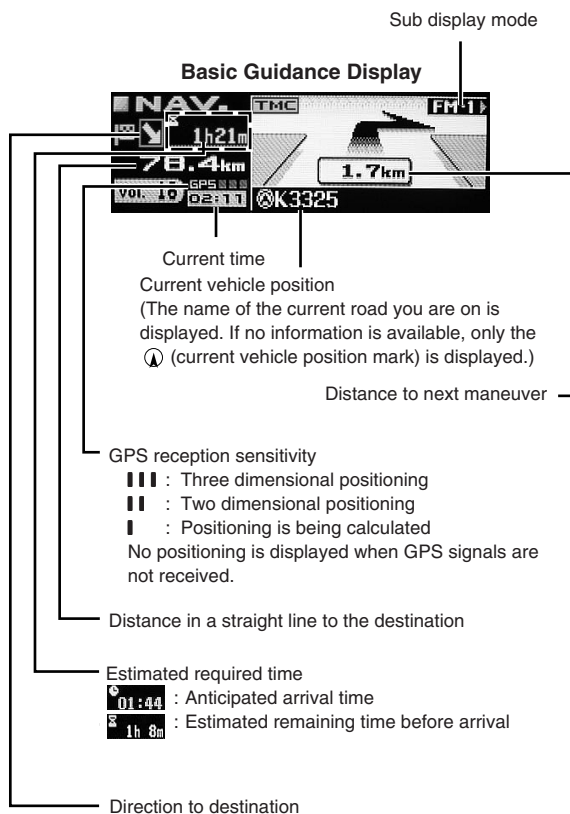 Sub display mode
Basic Guidance Display
NAV.
TMC
FM 1
1h21m
78.4km
1.7km
VOL. 10
GPS
02:11
K3325
Current time
Current vehicle position
(The name of the current road you are on is
displayed. If no information is available, only the
(current vehicle position mark) is displayed.)
Distance to next maneuver
GPS reception sensitivity
: Three dimensional positioning
: Two dimensional positioning
: Positioning is being calculated
No positioning is displayed when GPS signals are
not received.
Distance in a straight line to the destination
Estimated required time
01:44 : Anticipated arrival time
1h 8m : Estimated remaining time before arrival
Direction to destination